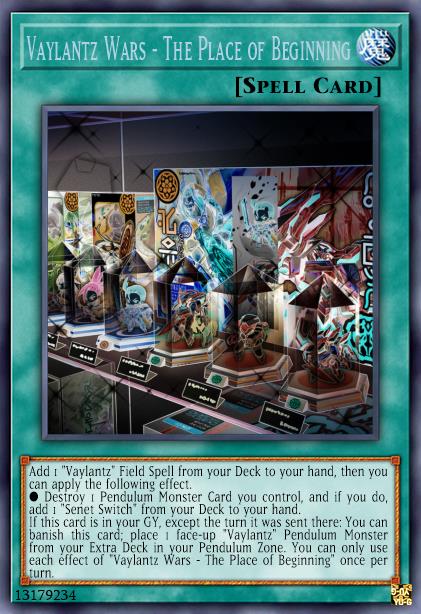 Vaylantz Wars - The Place of Beginning
魔
[Spell Card]
Add 1 "Vaylantz" Field Spell from your Deck to your hand, then you
can apply the following effect.
● Destroy 1 Pendulum Monster Card you control, and if you do,
add 1 "Senet Switch" from your Deck to your hand.
If this card is in your GY, except the turn it was sent there: You can
banish this card; place 1 face-up "Vaylantz" Pendulum Monster
from your Extra Deck in your Pendulum Zone. You can only use
each effect of "Vaylantz Wars - The Place of Beginning" once per
turn.
13179234